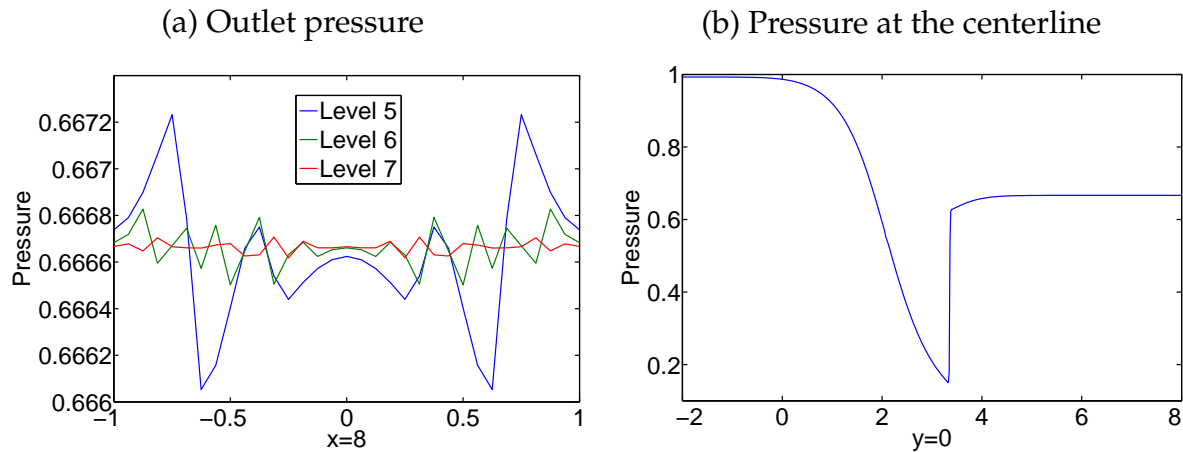 (a) Outlet pressure
0.6672
0.667
0.6668
0.6666
0.6664
0.6662
0.666
Pressure
Level 5
Level 6
Level 7
−1
−0.5
0
0.5
1
x=8
(b) Pressure at the centerline
1
0.8
0.6
0.4
0.2
Pressure
−2
0
2
4
6
8
y=0